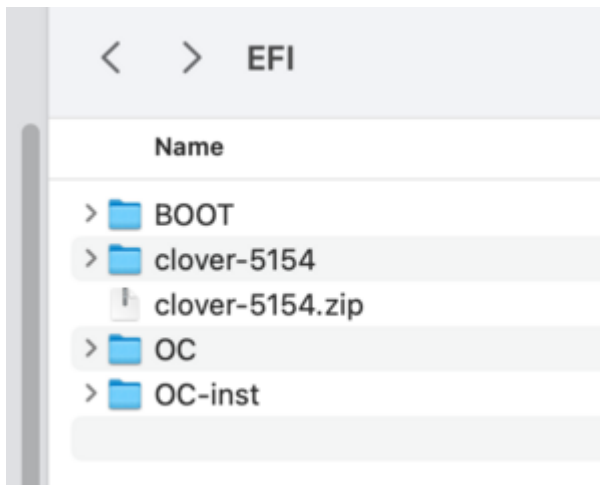 EFI
Name
BOOT
clover-5154
clover-5154.zip
OC
OC-inst